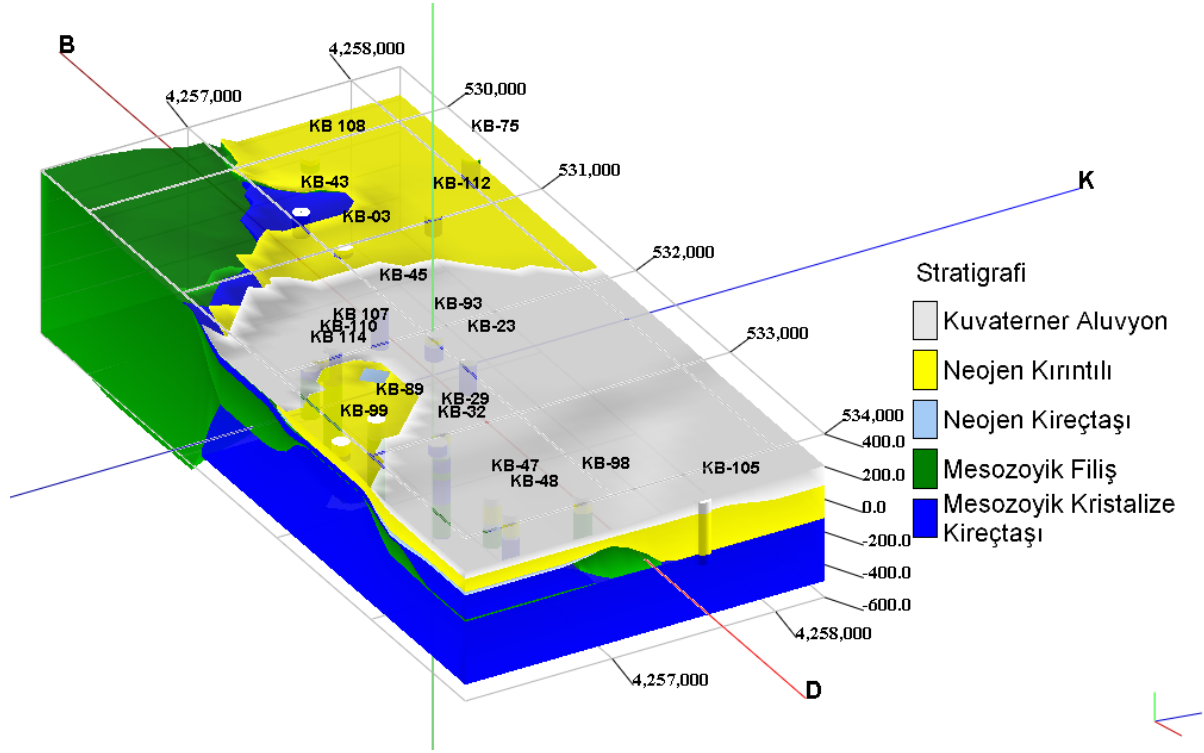 B
4,258,000
4,257,000
530,000
KB 108
KB-75
531,000
KB-43
KB-112
K
KB-03
532,000
KB-45
Stratigrafi
KB-93
KB 107
KB-110
KB-23
Kuvaterner Aluvyon
KB 114
533,000
Neojen Kırıntılı
KB-89
Neojen Kireçtaşı
KB-29
KB-99
KB-32
534,000
400.0
KB-47
KB-98
KB-105
200.0
Mesozoyik Filiş
KB-48
0.0
Mesozoyik Kristalize
Kireçtaşı
-200.0
-400.0
-600.0
4,258,000
4,257,000
D